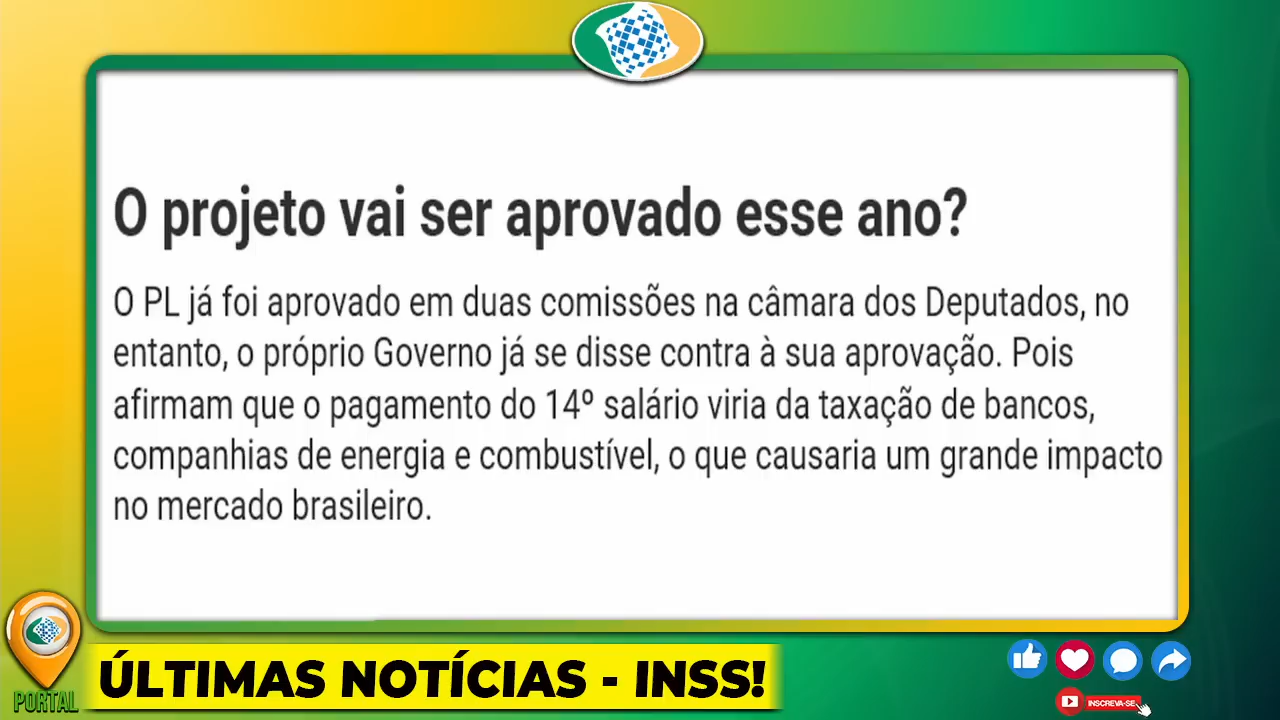 O projeto vai ser aprovado esse ano?
O PL já foi aprovado em duas comissões na câmara dos Deputados, no
entanto, o próprio Governo já se disse contra à sua aprovação. Pois
afirmam que o pagamento do 14º salário viria da taxação de bancos,
companhias de energia e combustível, o que causaria um grande impacto
no mercado brasileiro.
PORTAL
ÚLTIMAS NOTÍCIAS - INSS!
INSCREVA-SE